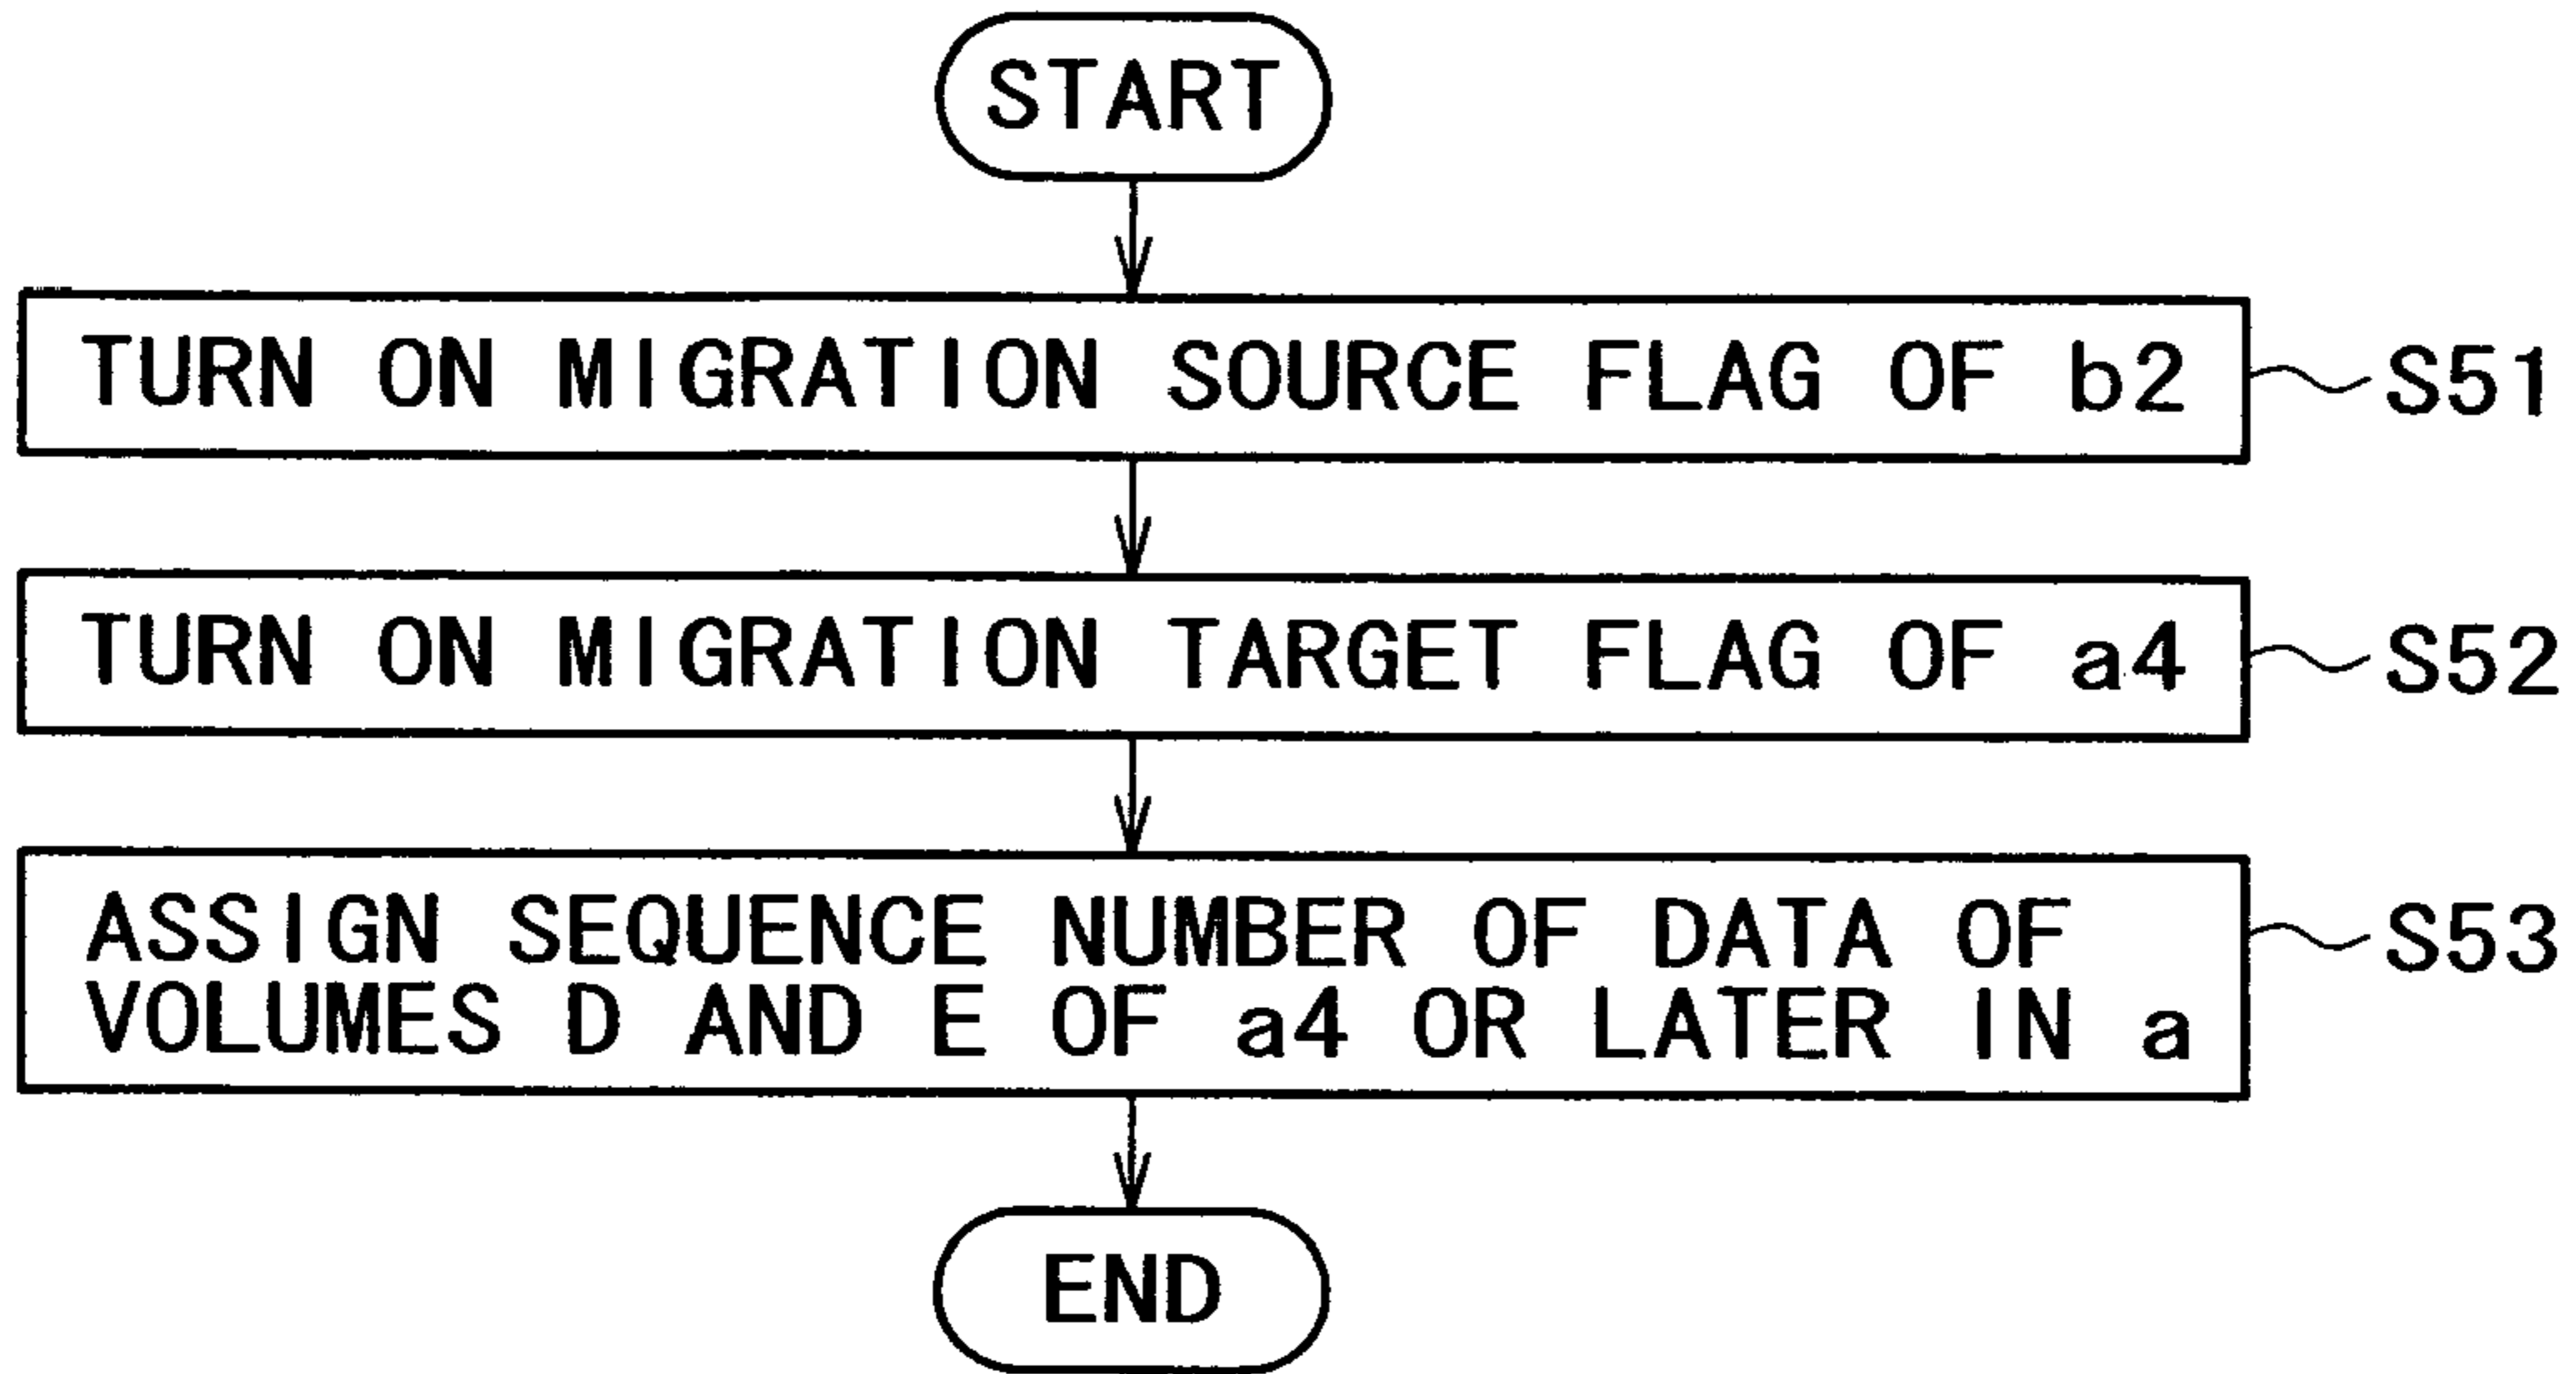 START
TURN ON MIGRATION SOURCE FLAG OF b2
S51
TURN ON MIGRATION TARGET FLAG OF a4
S52
ASSIGN SEQUENCE NUMBER OF DATA OF
VOLUMES D AND E OF a4 OR LATER IN a
S53
END